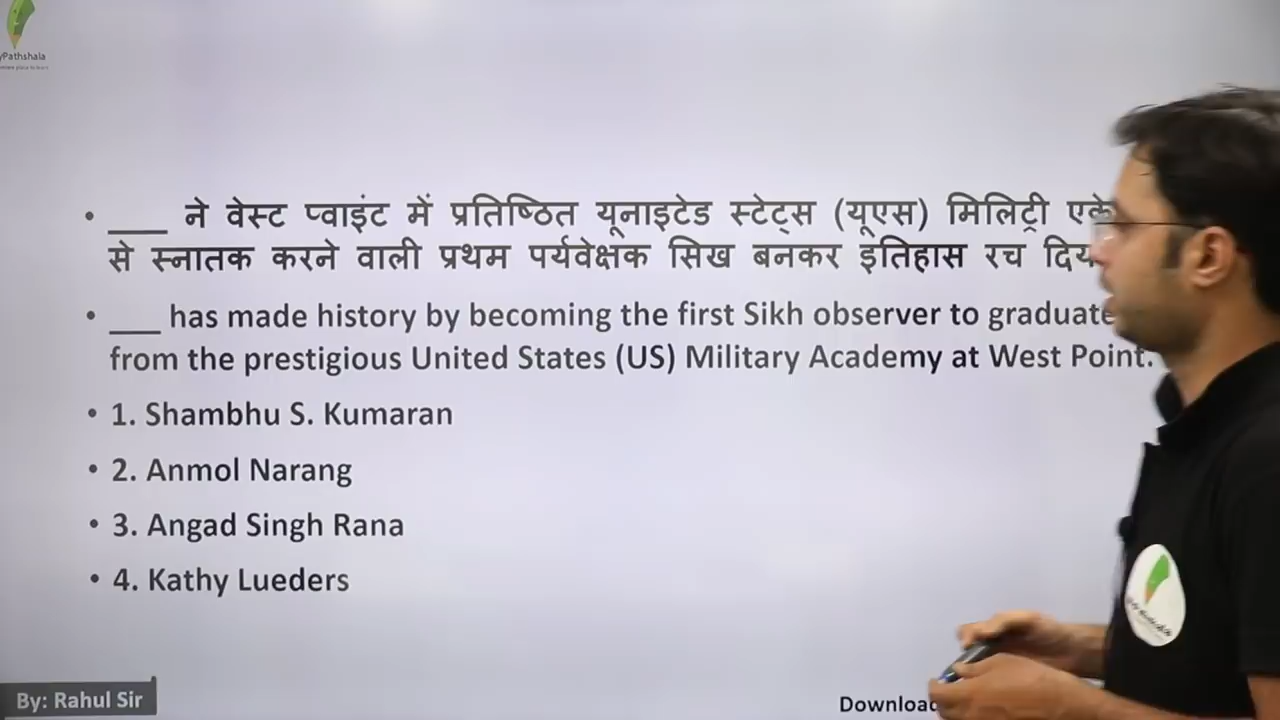 yPathshala
• ___ ने वेस्ट प्वाइंट में प्रतिष्ठित यूनाइटेड स्टेट्स (यूएस) मिलिट्री
से स्नातक करने वाली प्रथम पर्यवेक्षक सिख बनकर इतिहास रच
• ___ has made history by becoming the first Sikh observer to graduate
from the prestigious United States (US) Military Academy at West Point.
• 1. Shambhu S. Kumaran
• 2. Anmol Narang
• 3. Angad Singh Rana
• 4. Kathy Lueders
By: Rahul Sir
Download